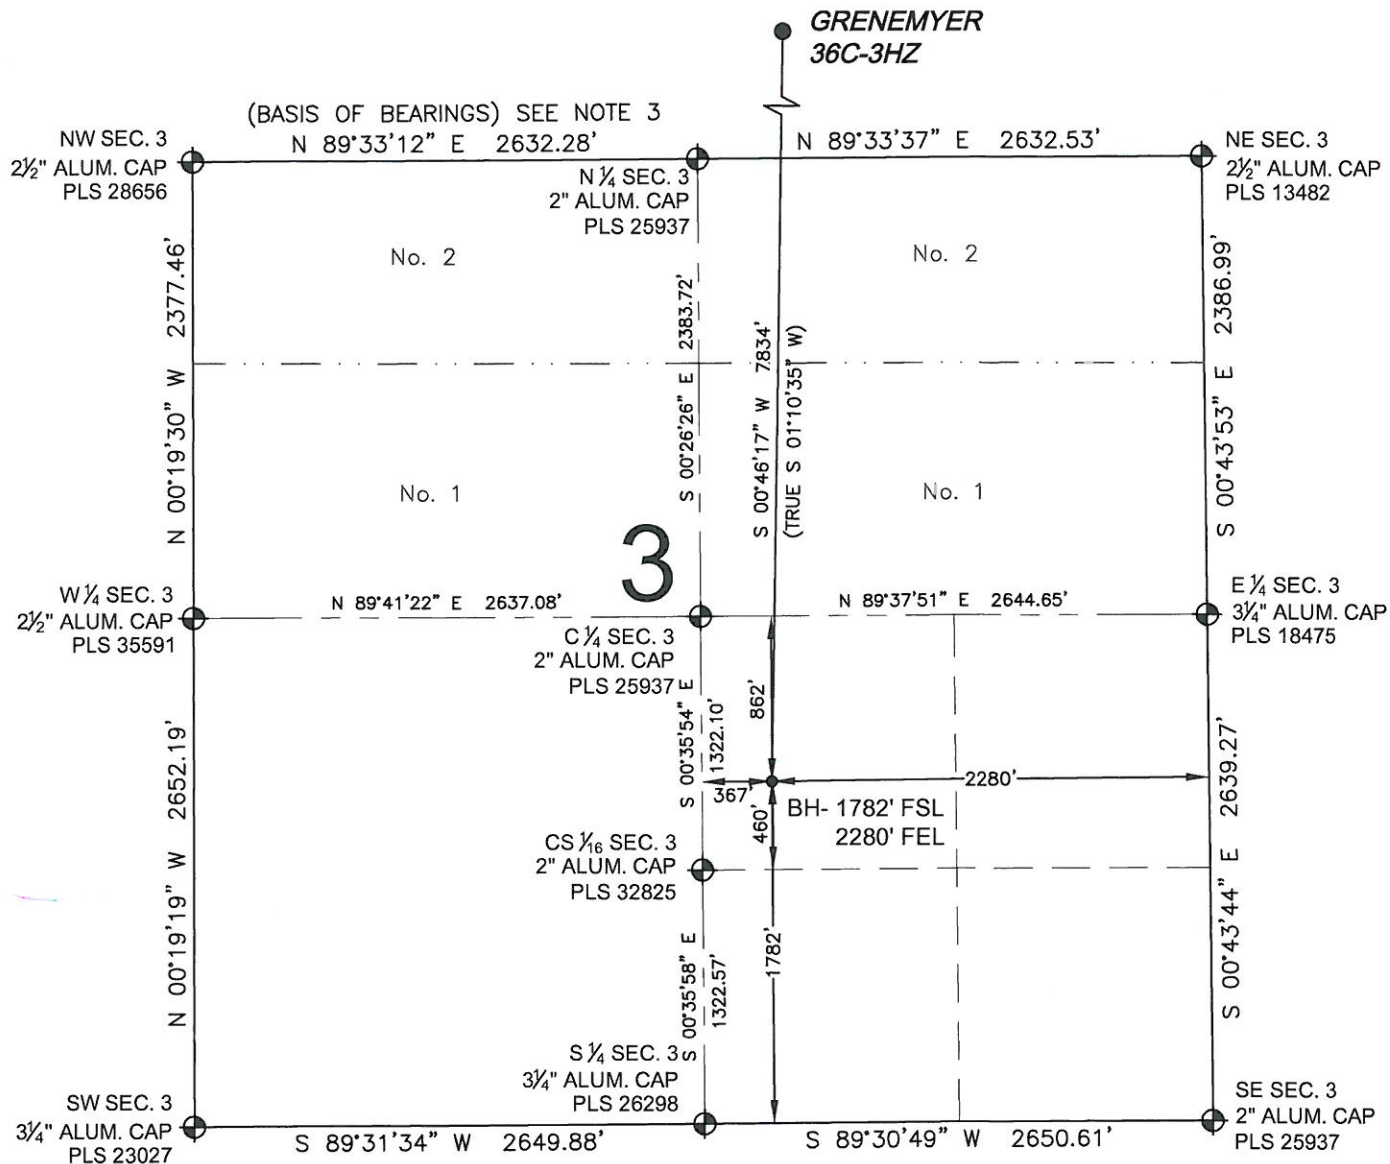 GRENEMYER
36C-3HZ
(BASIS OF BEARINGS) SEE NOTE 3
N 89°33'12" E 2632.28'
N 89°33'37" E 2632.53'
NW SEC. 3
2½" ALUM. CAP
PLS 28656
N ¼ SEC. 3
2" ALUM. CAP
PLS 25937
NE SEC. 3
2½" ALUM. CAP
PLS 13482
No. 2
No. 2
N 00°19'30" W 2377.46'
S 00°26'26" E 2383.72'
S 00°46'17" W 7834'
(TRUE S 01°10'35" W)
S 00°43'53" E 2386.99'
No. 1
No. 1
3
W ¼ SEC. 3
2½" ALUM. CAP
PLS 35591
N 89°41'22" E 2637.08'
N 89°37'51" E 2644.65'
E ¼ SEC. 3
3¼" ALUM. CAP
PLS 18475
C ¼ SEC. 3
2" ALUM. CAP
PLS 25937
S 00°35'54" E
1322.10'
862'
367'
2280'
460'
BH- 1782' FSL
2280' FEL
N 00°19'19" W 2652.19'
S 00°43'44" E 2639.27'
CS 1⁄16 SEC. 3
2" ALUM. CAP
PLS 32825
S 00°35'58" E
1322.57'
1782'
S ¼ SEC. 3
3¼" ALUM. CAP
PLS 26298
SW SEC. 3
3¼" ALUM. CAP
PLS 23027
S 89°31'34" W 2649.88'
S 89°30'49" W 2650.61'
SE SEC. 3
2" ALUM. CAP
PLS 25937